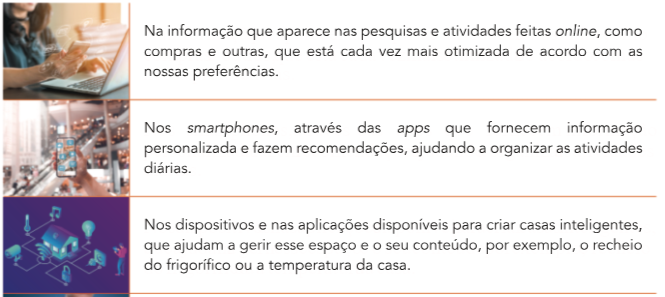 Na informação que aparece nas pesquisas e atividades feitas online, como
compras e outras, que está cada vez mais otimizada de acordo com as
nossas preferências.
Nos smartphones, através das apps que fornecem informação
personalizada e fazem recomendações, ajudando a organizar as atividades
diárias.
Nos dispositivos e nas aplicações disponíveis para criar casas inteligentes,
que ajudam a gerir esse espaço e o seu conteúdo, por exemplo, o recheio
do frigorífico ou a temperatura da casa.